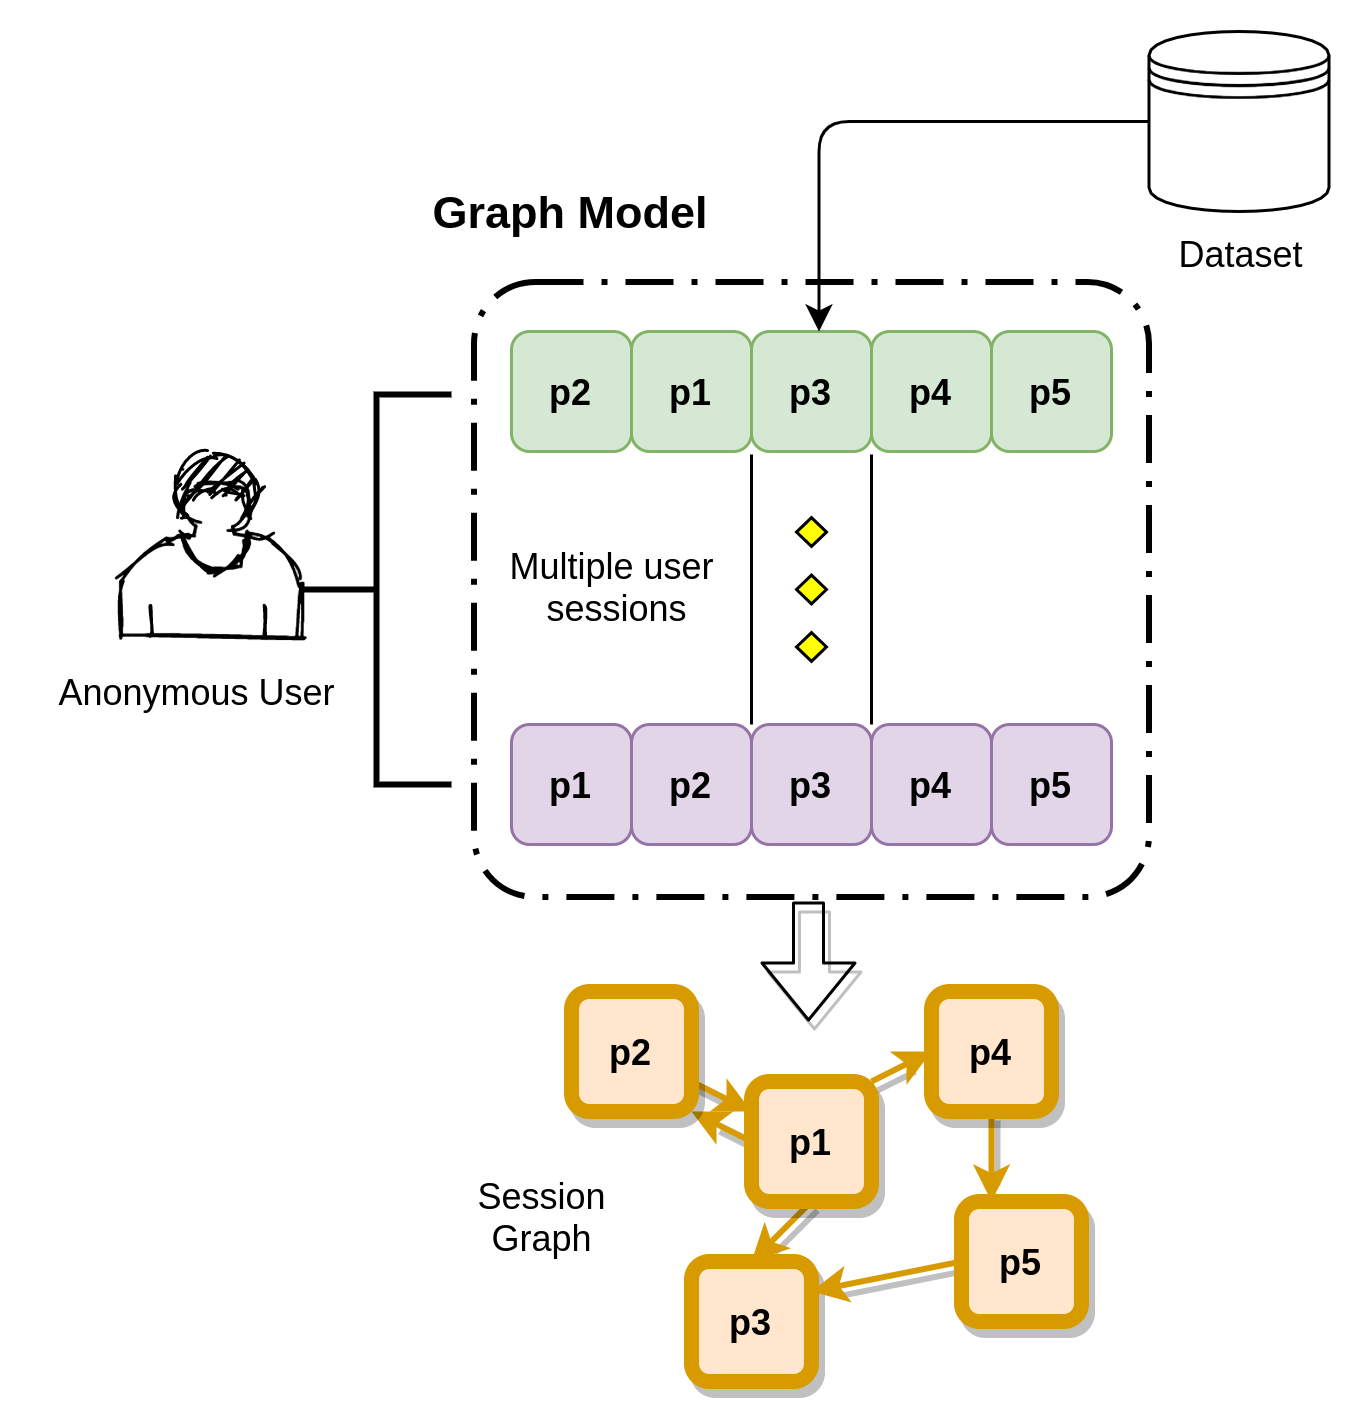 Graph Model
Dataset
p2 p1 p3 p4 p5
Multiple user
sessions
Anonymous User
p1 p2 p3 p4 p5
p2
p4
p1
Session
Graph
p5
p3